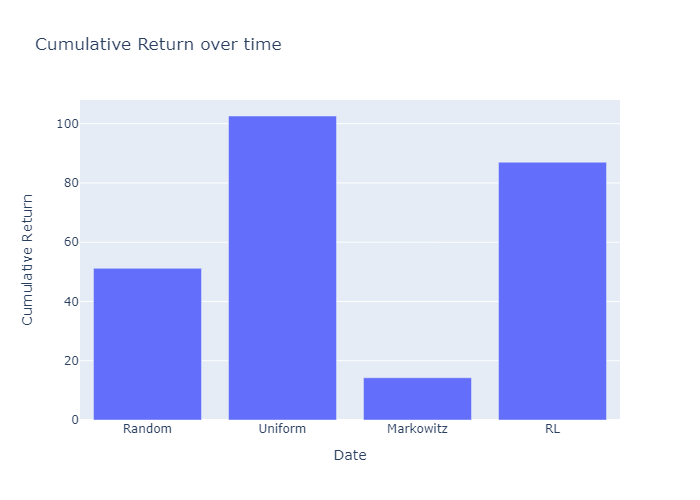 Cumulative Return over time
Cumulative Return
100
80
60
40
20
0
Random
Uniform
Markowitz
RL
Date